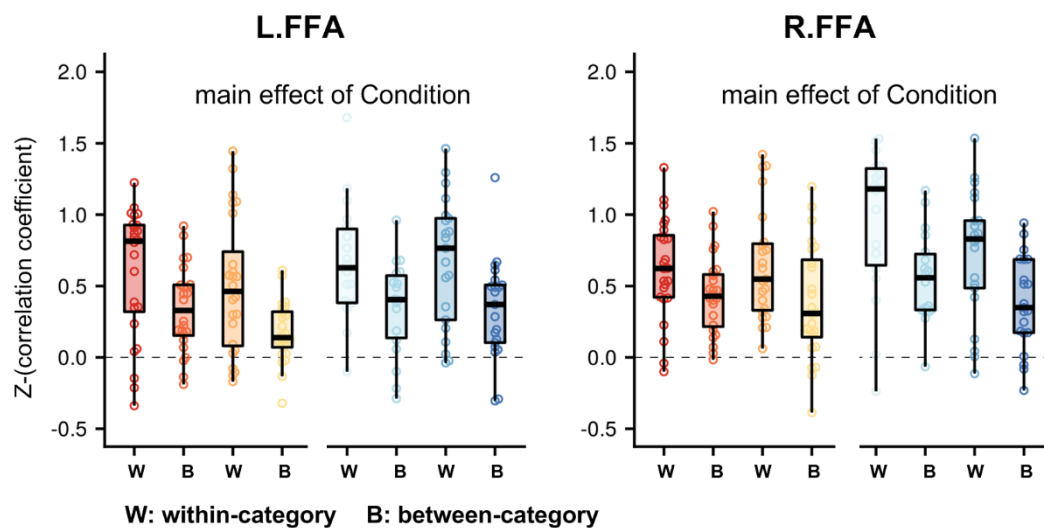 L.FFA
R.FFA
main effect of Condition
main effect of Condition
Z-(correlation coefficient)
2.0
1.5
1.0
0.5
0.0
-0.5
2.0
1.5
1.0
0.5
0.0
-0.5
W B W B W B W B
W B W B W B W B
W: within-category B: between-category